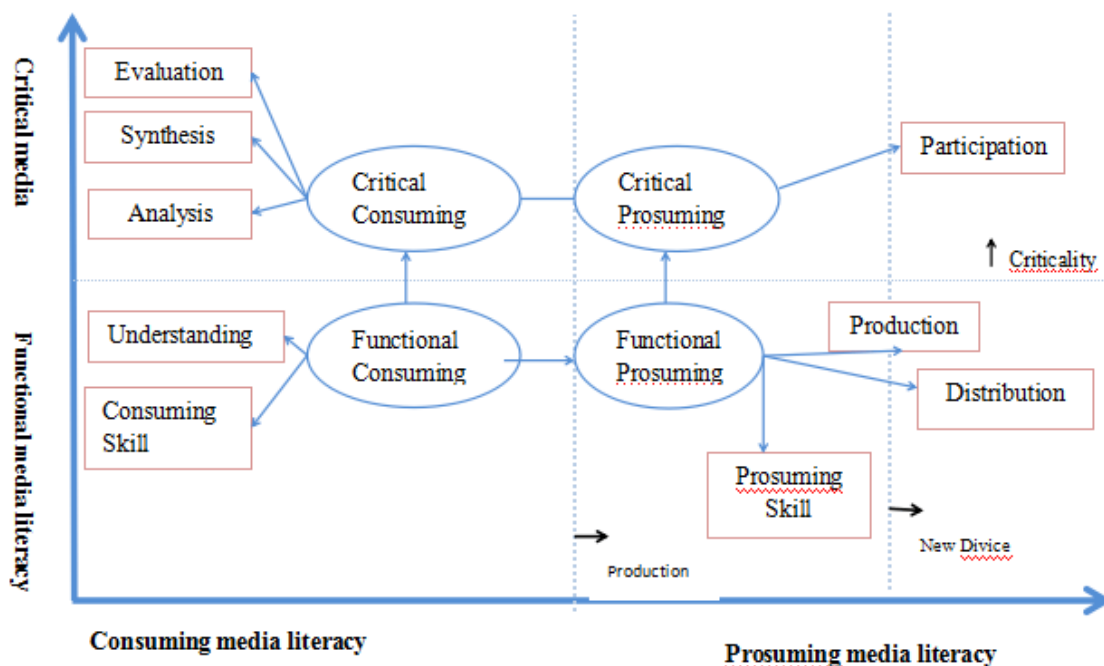 Critical media
Functional media literacy
Evaluation
Synthesis
Analysis
Critical
Consuming
Critical
Prosuming
Participation
Criticality
Understanding
Consuming
Skill
Functional
Consuming
Functional
Prosuming
Production
Distribution
Prosuming
Skill
Production
New Divice
Consuming media literacy
Prosuming media literacy